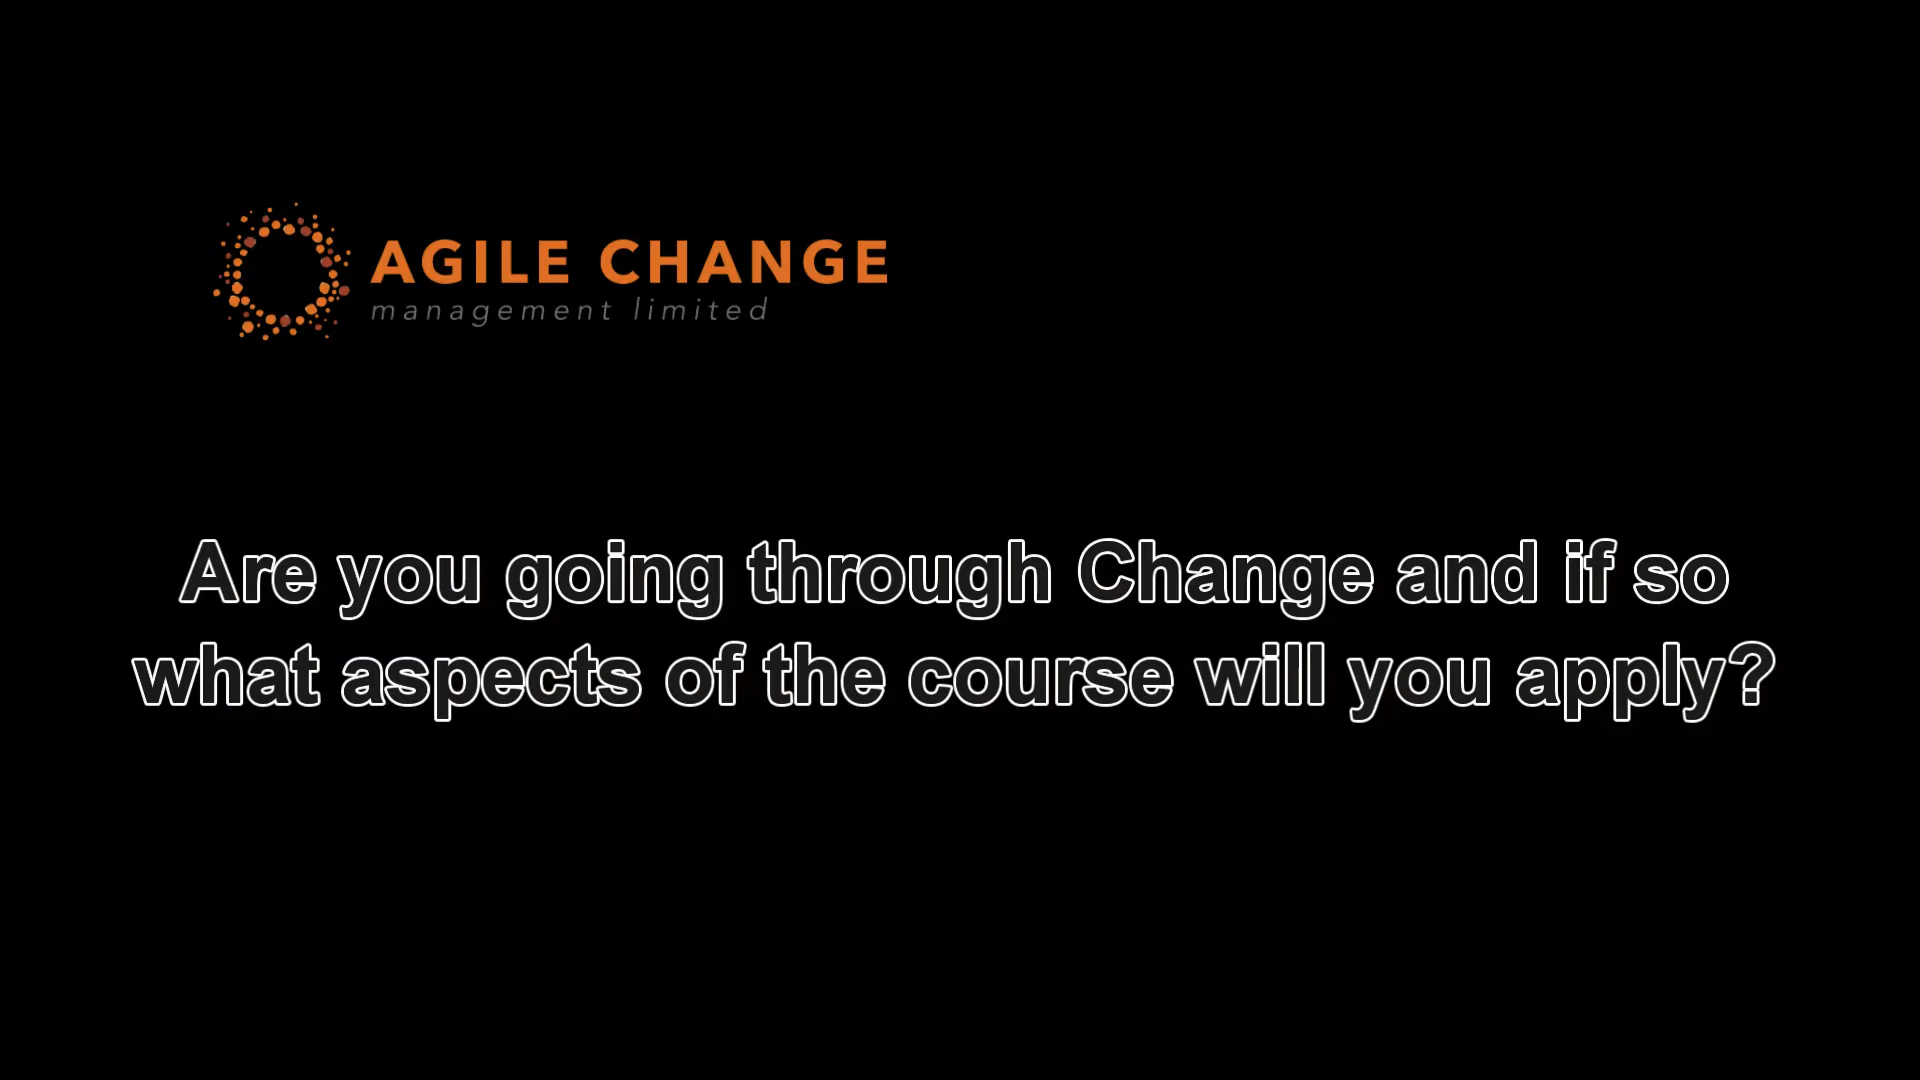 AGILE CHANGE
management limited
Are you going through Change and if so
what aspects of the course will you apply?